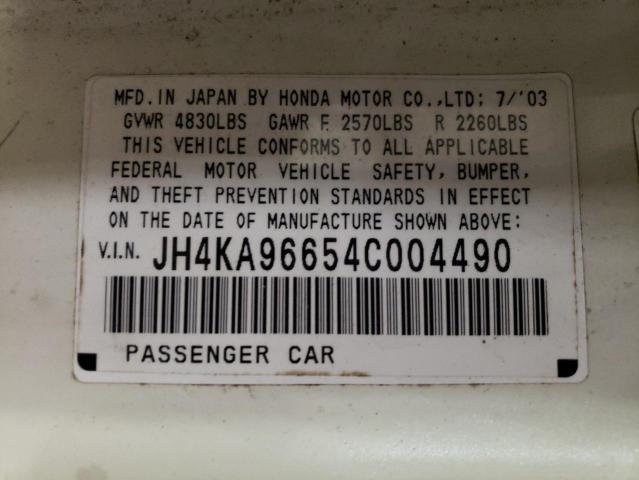 MFD. IN JAPAN BY HONDA MOTOR CO.,LTD; 7/'03
GVWR 4830LBS GAWR F 2570LBS R 2260LBS
THIS VEHICLE CONFORMS TO ALL APPLICABLE
FEDERAL MOTOR VEHICLE SAFETY, BUMPER,
AND THEFT PREVENTION STANDARDS IN EFFECT
ON THE DATE OF MANUFACTURE SHOWN ABOVE:
V.I.N. JH4KA96654C004490
PASSENGER CAR